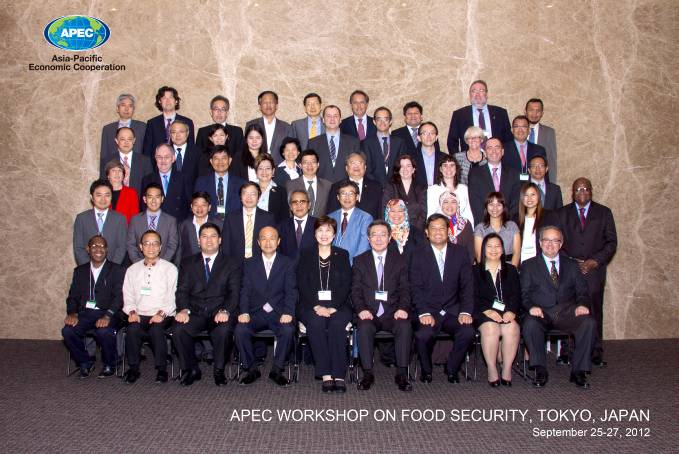 APEC
Asia-Pacific
Economic Cooperation
APEC WORKSHOP ON FOOD SECURITY, TOKYO, JAPAN
September 25-27, 2012